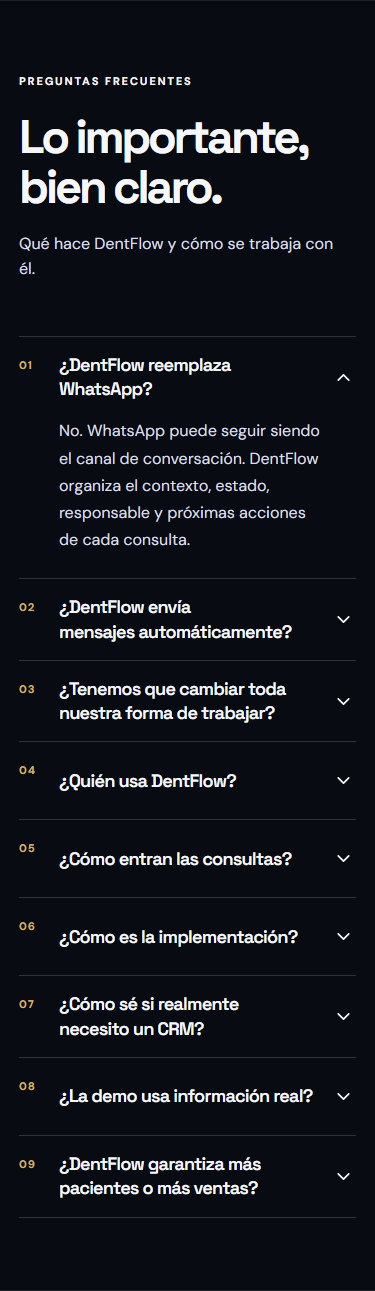 PREGUNTAS FRECUENTES
Lo importante,
bien claro.
Qué hace DentFlow y cómo se trabaja con
él.
01
¿DentFlow reemplaza
WhatsApp?
No. WhatsApp puede seguir siendo
el canal de conversación. DentFlow
organiza el contexto, estado,
responsable y próximas acciones
de cada consulta.
02
¿DentFlow envía
mensajes automáticamente?
03
¿Tenemos que cambiar toda
nuestra forma de trabajar?
04
¿Quién usa DentFlow?
05
¿Cómo entran las consultas?
06
¿Cómo es la implementación?
07
¿Cómo sé si realmente
necesito un CRM?
08
¿La demo usa información real?
09
¿DentFlow garantiza más
pacientes o más ventas?